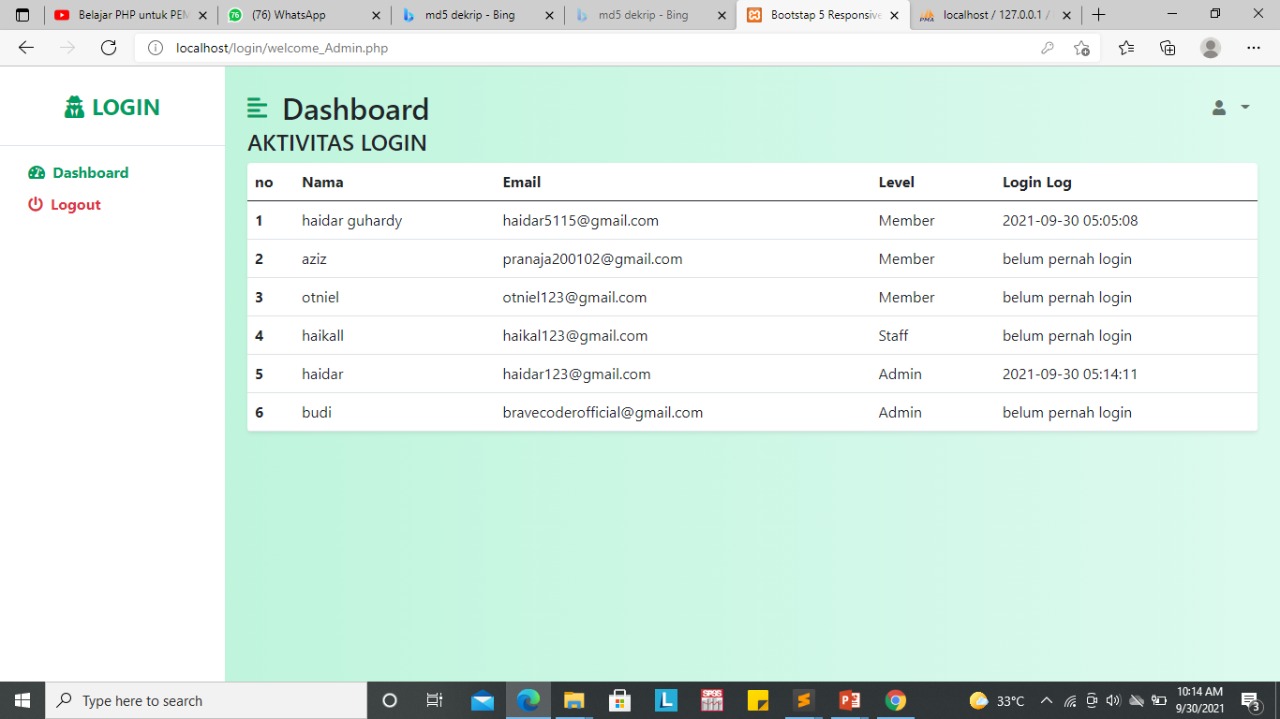 Belajar PHP untuk PEM
(76) WhatsApp
md5 dekrip - Bing
md5 dekrip - Bing
Bootstap 5 Responsive
localhost / 127.0.0.1 /
localhost/login/welcome_Admin.php
LOGIN
Dashboard
Logout
Dashboard
AKTIVITAS LOGIN
no Nama Email Level Login Log
1 haidar guhardy haidar5115@gmail.com Member 2021-09-30 05:05:08
2 aziz pranaja200102@gmail.com Member belum pernah login
3 otniel otniel123@gmail.com Member belum pernah login
4 haikall haikal123@gmail.com Staff belum pernah login
5 haidar haidar123@gmail.com Admin 2021-09-30 05:14:11
6 budi bravecoderofficial@gmail.com Admin belum pernah login
Type here to search
33°C
10:14 AM
9/30/2021
3